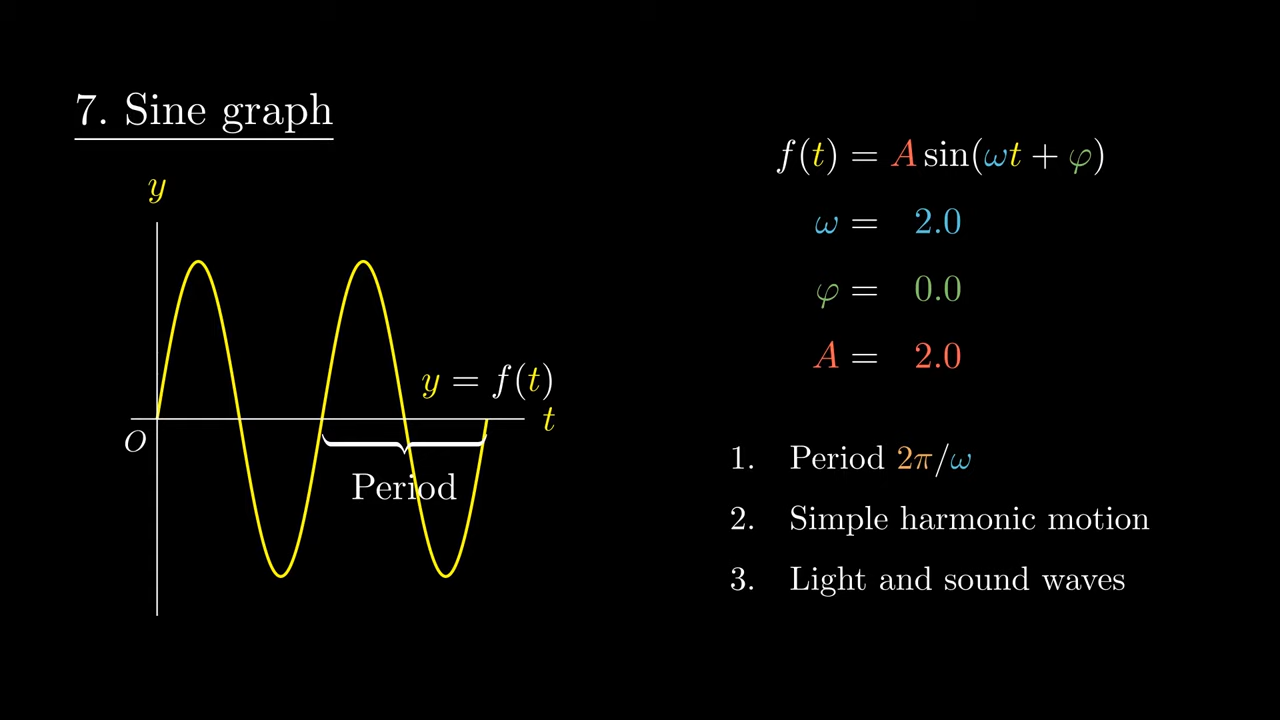 7. Sine graph
y
y = f(t)
t
O
Period
f(t) = A sin(ωt + φ)
ω = 2.0
φ = 0.0
A = 2.0
1. Period 2π/ω
2. Simple harmonic motion
3. Light and sound waves